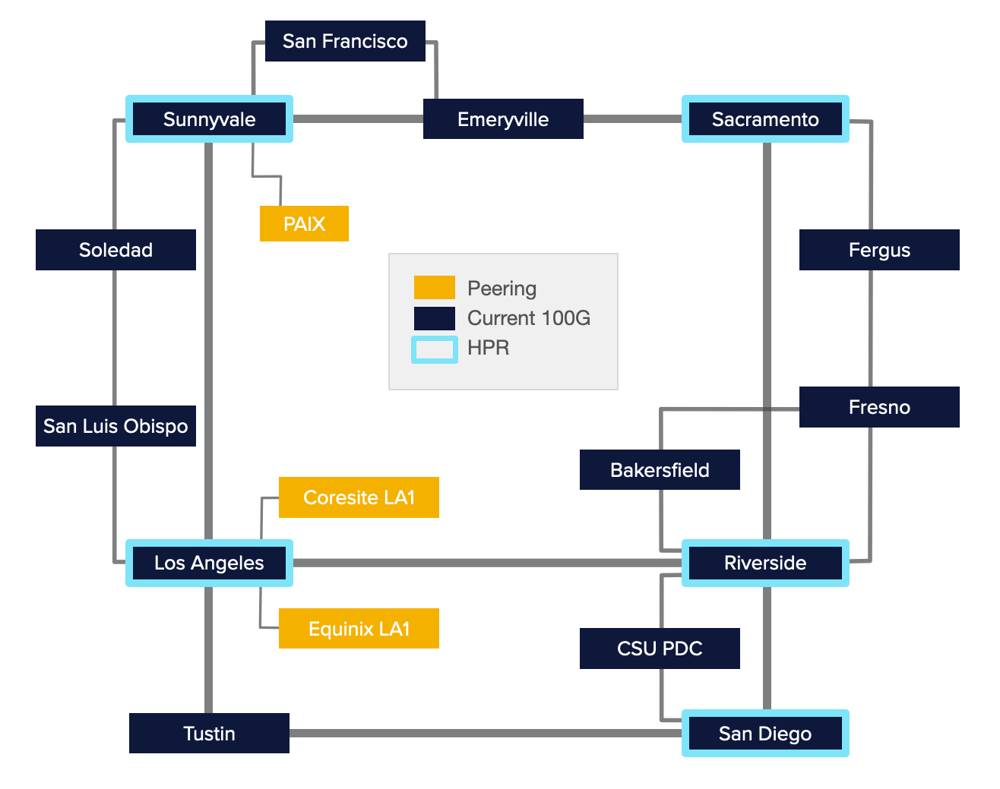 San Francisco
Sunnyvale
Emeryville
Sacramento
PAIX
Soledad
Fergus
Peering
Current 100G
HPR
San Luis Obispo
Fresno
Bakersfield
Coresite LA1
Los Angeles
Riverside
Equinix LA1
CSU PDC
Tustin
San Diego